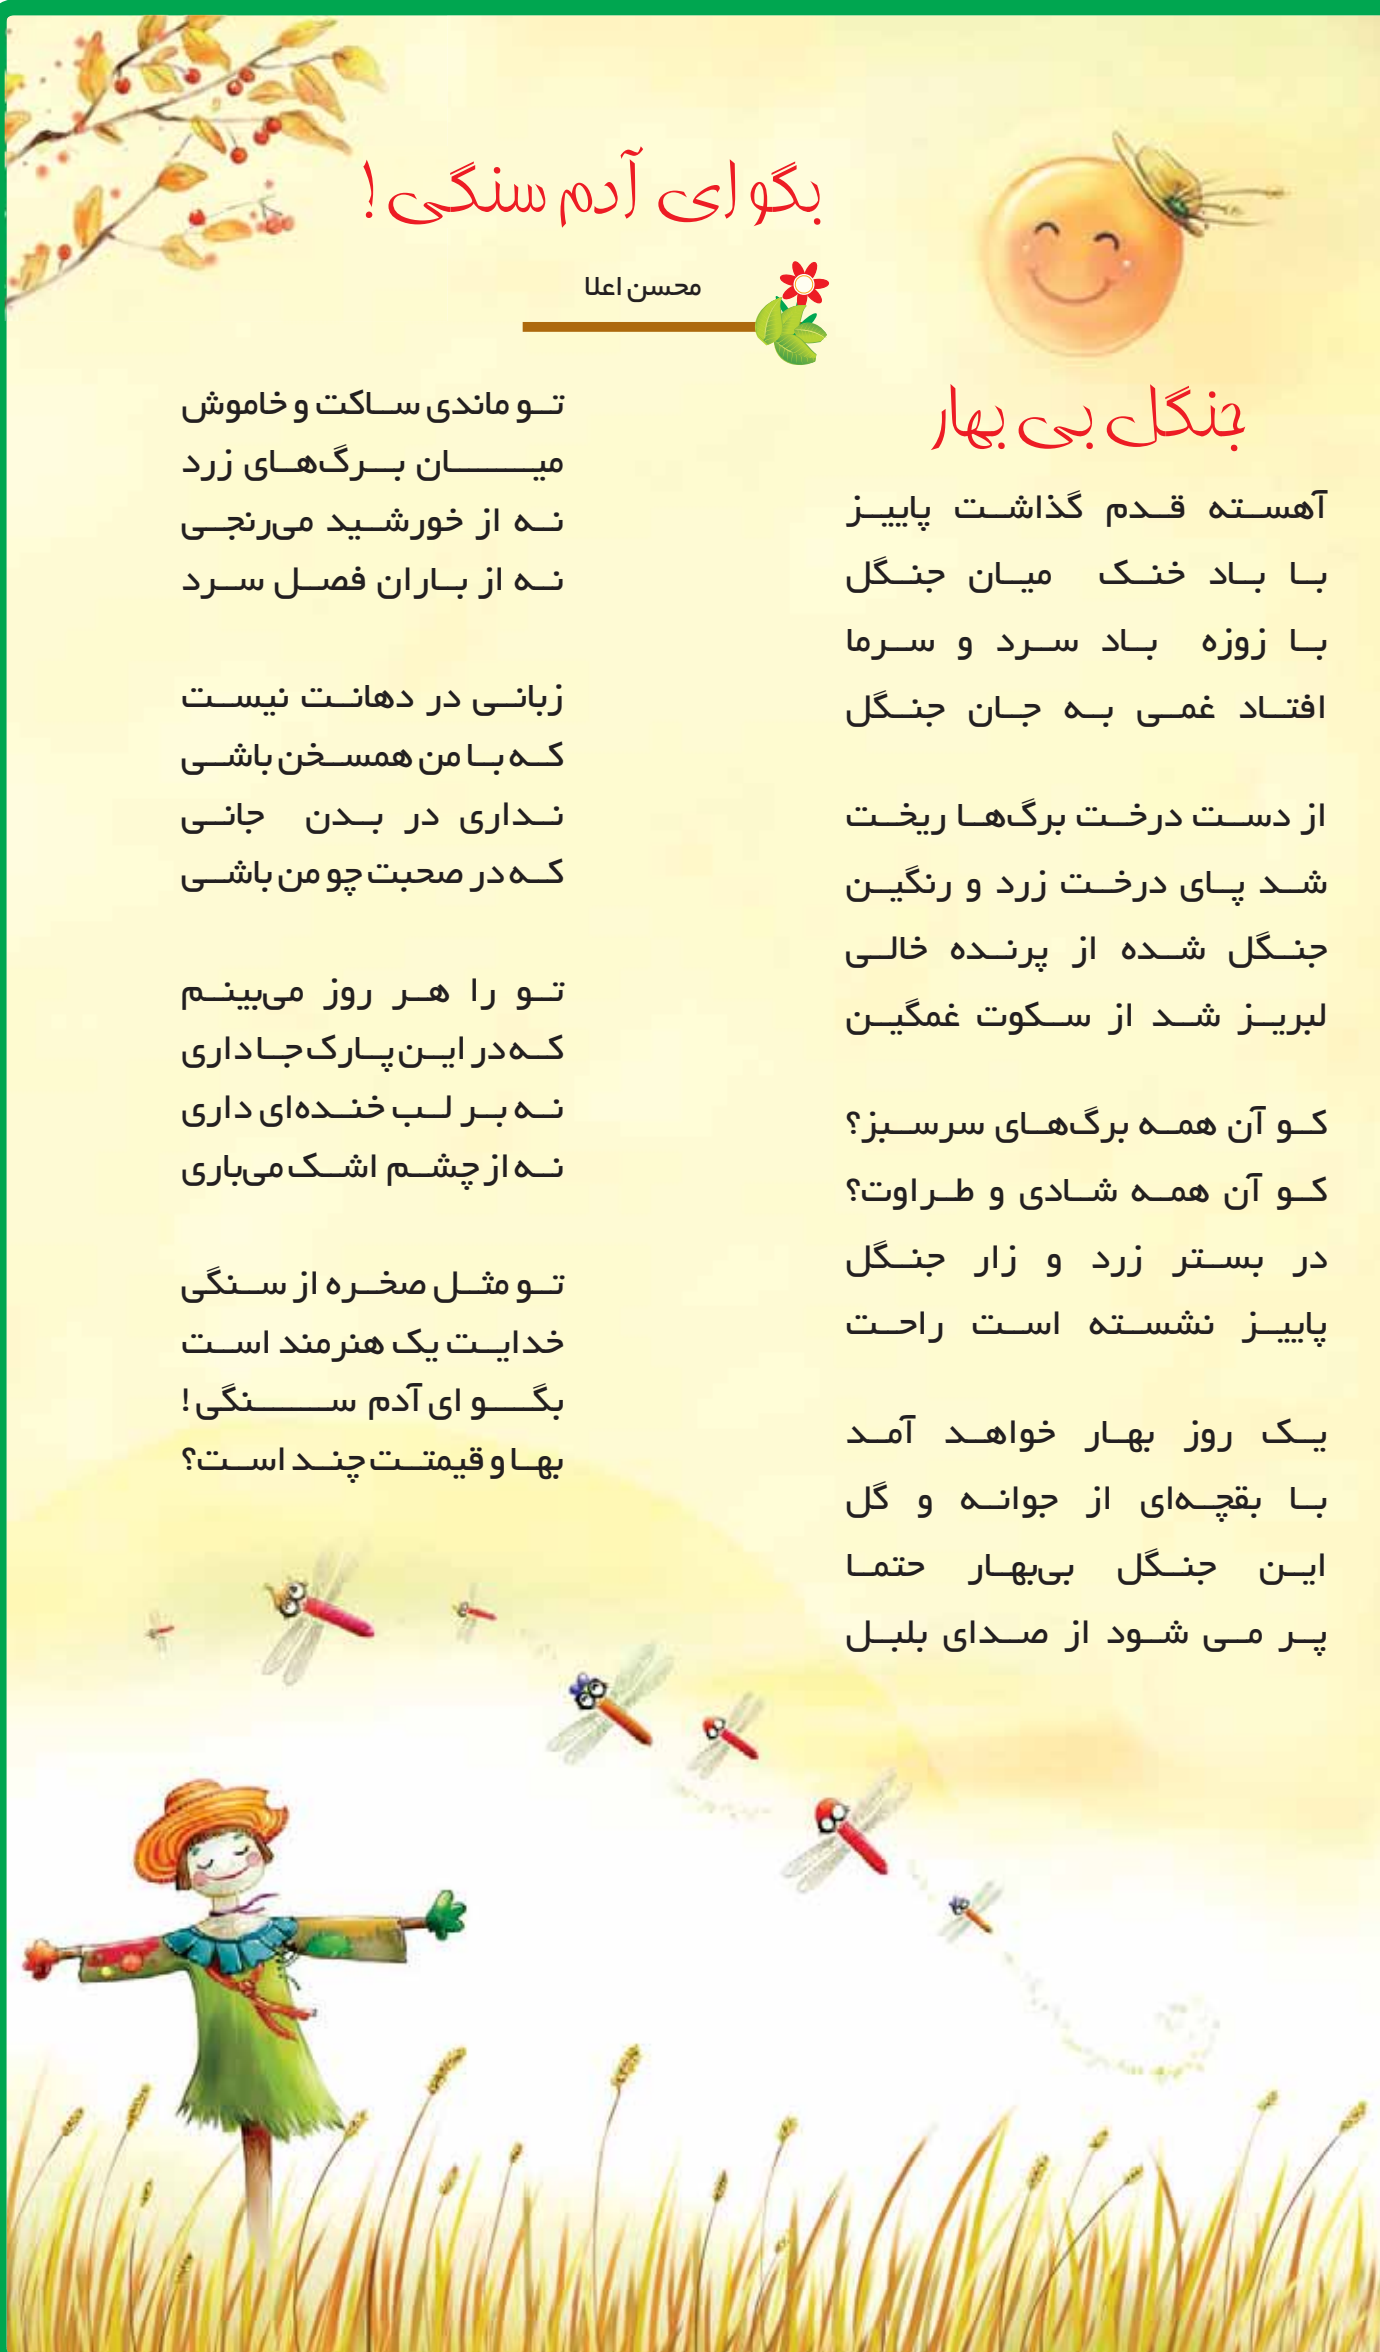 بگو ای آدم سنگی!
محسن اعلا
جنگل بی بهار
آهسته قدم گذاشت پاییز
با باد خنک میان جنگل
با زوزه باد سرد و سرما
افتاد غمی به جان جنگل
از دست درخت برگ‌ها ریخت
شد پای درخت زرد و رنگین
جنگل شده از پرنده خالی
لبریز شد از سکوت غمگین
کو آن همه برگ‌های سرسبز؟
کو آن همه شادی و طراوت؟
در بستر زرد و زار جنگل
پاییز نشسته است راحت
یک روز بهار خواهد آمد
با بقچه‌ای از جوانه و گل
این جنگل بی‌بهار حتما
پر می شود از صدای بلبل
تو ماندی ساکت و خاموش
میان برگ‌های زرد
نه از خورشید می‌رنجی
نه از باران فصل سرد
زبانی در دهانت نیست
که با من همسخن باشی
نداری در بدن جانی
که در صحبت چو من باشی
تو را هر روز می‌بینم
که در این پارک جا داری
نه بر لب خنده‌ای داری
نه از چشم اشک می‌باری
تو مثل صخره از سنگی
خدایت یک هنرمند است
بگو ای آدم سنگی!
بها و قیمتت چند است؟